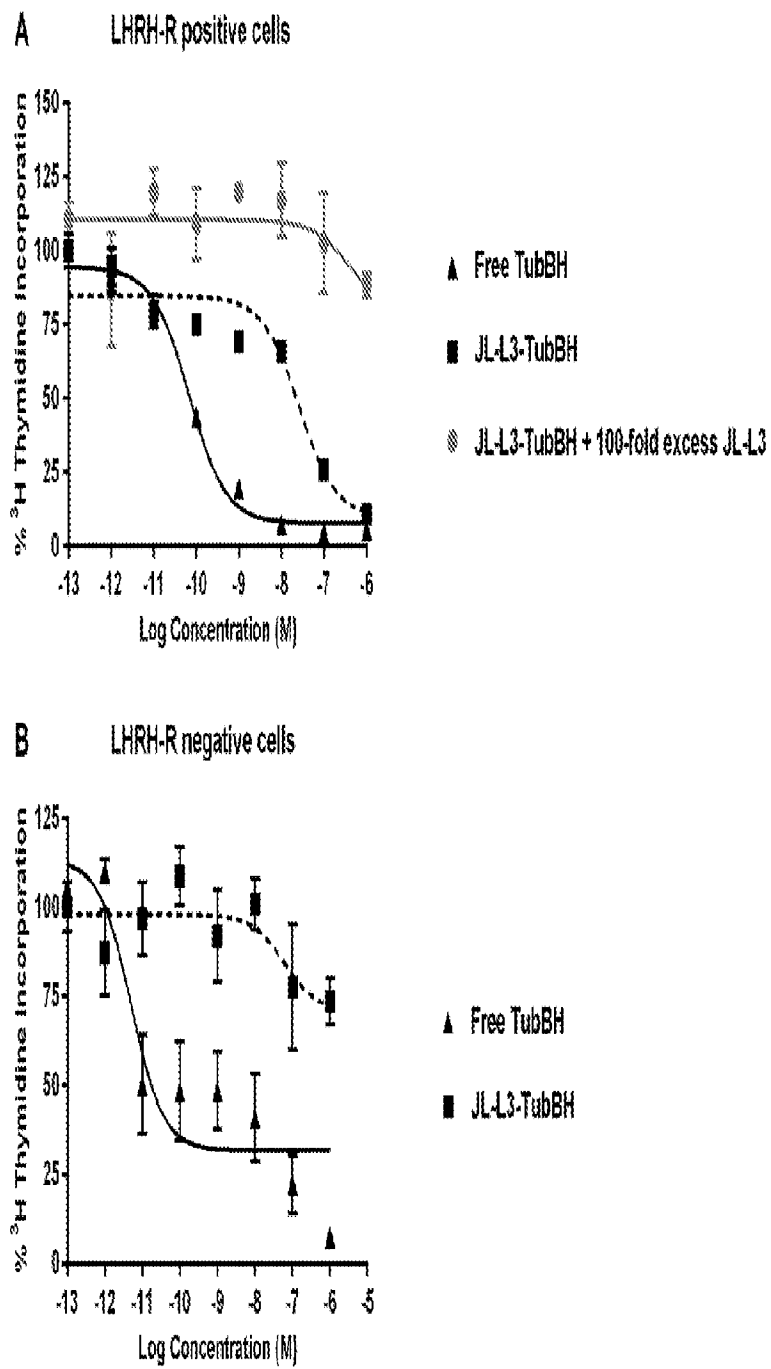 A LHRH-R positive cells
% ³H Thymidine Incorporation
150
125
100
75
50
25
0
-13 -12 -11 -10 -9 -8 -7 -6
Log Concentration (M)
Free TubBH
JL-L3-TubBH
JL-L3-TubBH + 100-fold excess JL-L3
B LHRH-R negative cells
% ³H Thymidine Incorporation
125
100
75
50
25
0
-13 -12 -11 -10 -9 -8 -7 -6 -5
Log Concentration (M)
Free TubBH
JL-L3-TubBH